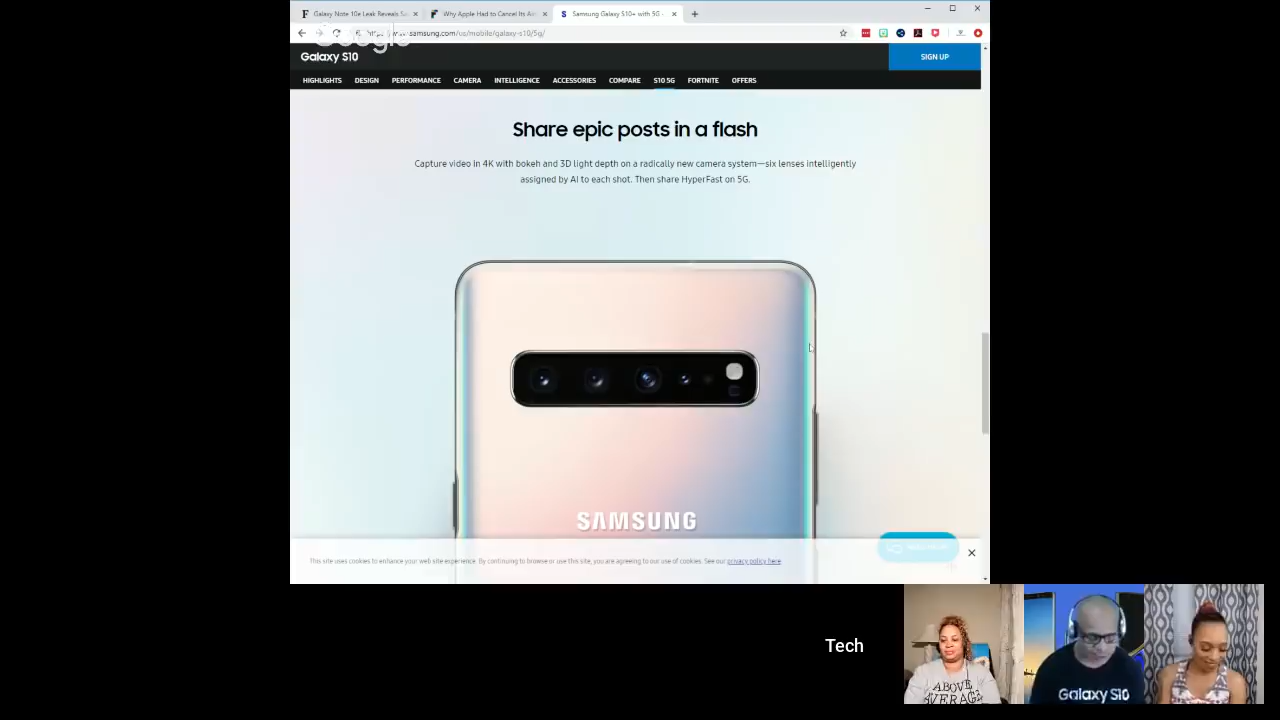 Galaxy Note 10e Leak Reveals
Why Apple Had to Cancel Its Air
Samsung Galaxy S10+ with 5G -
.samsung.com/us/mobile/galaxy-s10/5g/
Google
Galaxy S10
SIGN UP
HIGHLIGHTS DESIGN PERFORMANCE CAMERA INTELLIGENCE ACCESSORIES COMPARE S10 5G FORTNITE OFFERS
Share epic posts in a flash
Capture video in 4K with bokeh and 3D light depth on a radically new camera system—six lenses intelligently
assigned by AI to each shot. Then share HyperFast on 5G.
SAMSUNG
This site uses cookies to enhance your web site experience. By continuing to browse or use this site, you are agreeing to our use of cookies. See our privacy policy here
Tech
ABOVE
AVERAGE
Galaxy S10